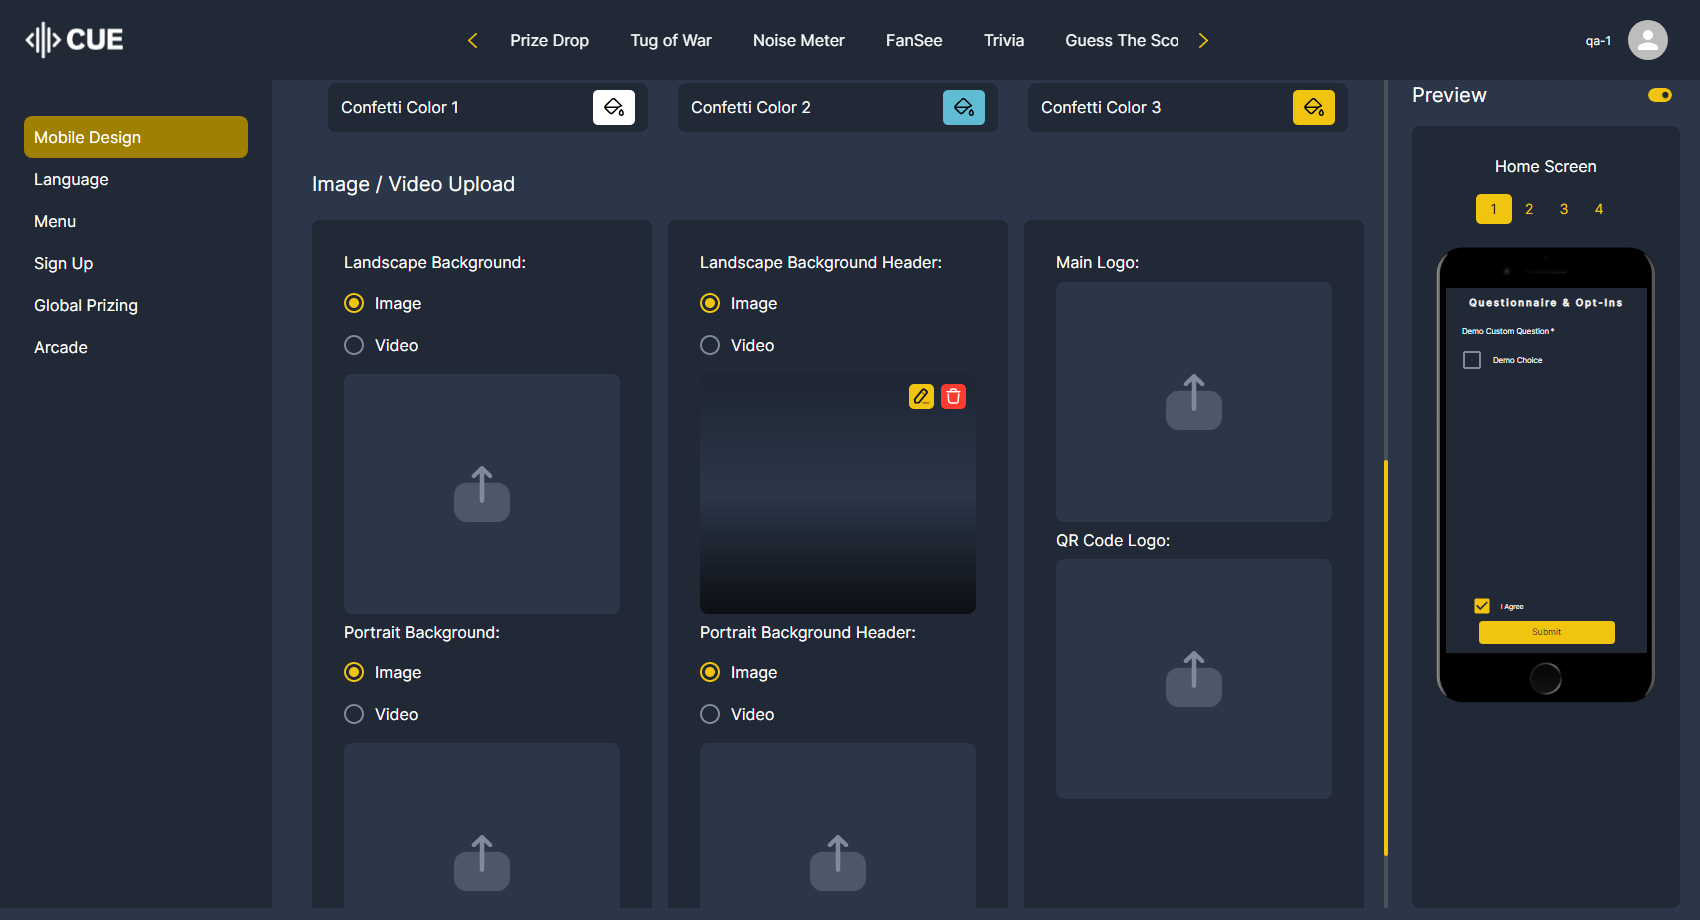 CUE
Prize Drop
Tug of War
Noise Meter
FanSee
Trivia
Guess The Sco
qa-1
Mobile Design
Language
Menu
Sign Up
Global Prizing
Arcade
Confetti Color 1
Confetti Color 2
Confetti Color 3
Image / Video Upload
Landscape Background:
Image
Video
Portrait Background:
Image
Video
Landscape Background Header:
Image
Video
Portrait Background Header:
Image
Video
Main Logo:
QR Code Logo:
Preview
Home Screen
1 2 3 4
Questionnaire & Opt-Ins
Demo Custom Question *
Demo Choice
I Agree
Submit